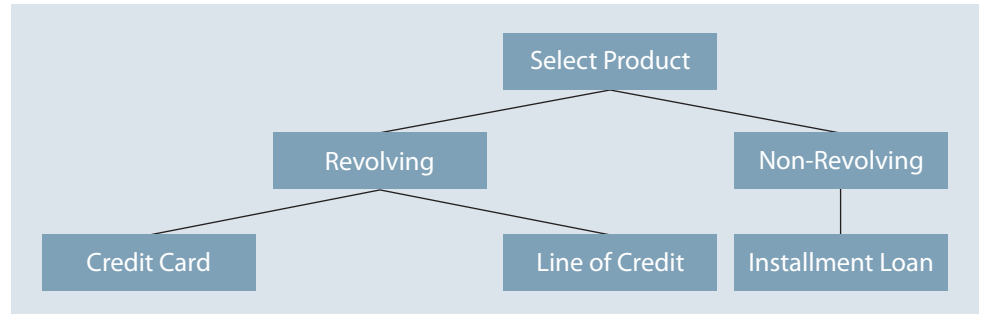 Select Product
Revolving
Non-Revolving
Credit Card
Line of Credit
Installment Loan